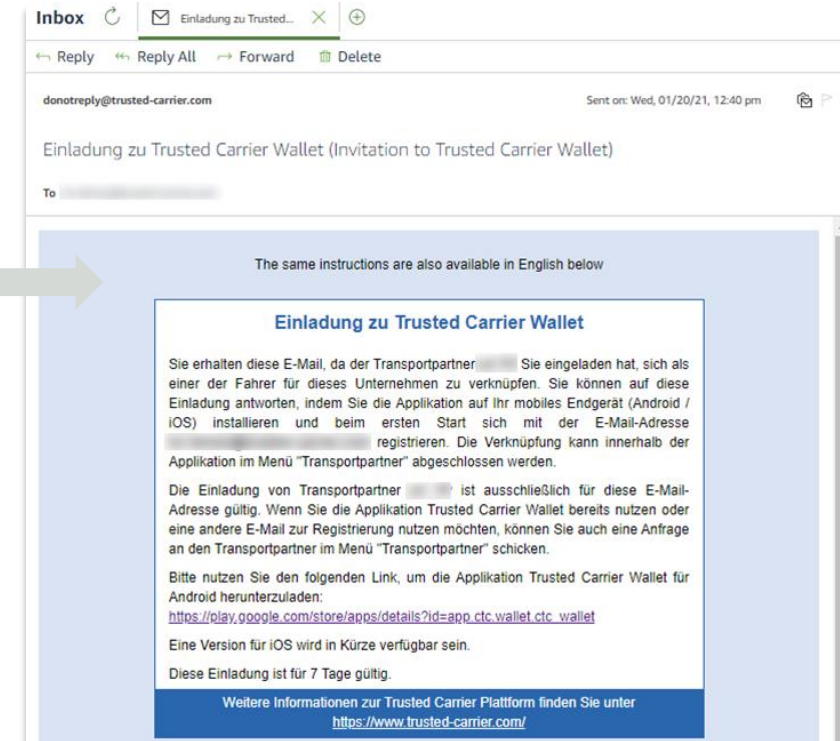 Inbox
Einladung zu Trusted...
Reply Reply All Forward Delete
donotreply@trusted-carrier.com Sent on: Wed, 01/20/21, 12:40 pm
Einladung zu Trusted Carrier Wallet (Invitation to Trusted Carrier Wallet)
To
The same instructions are also available in English below
Einladung zu Trusted Carrier Wallet
Sie erhalten diese E-Mail, da der Transportpartner Sie eingeladen hat, sich als
einer der Fahrer für dieses Unternehmen zu verknüpfen. Sie können auf diese
Einladung antworten, indem Sie die Applikation auf Ihr mobiles Endgerät (Android /
iOS) installieren und beim ersten Start sich mit der E-Mail-Adresse
registrieren. Die Verknüpfung kann innerhalb der
Applikation im Menü "Transportpartner" abgeschlossen werden.
Die Einladung von Transportpartner ist ausschließlich für diese E-Mail-
Adresse gültig. Wenn Sie die Applikation Trusted Carrier Wallet bereits nutzen oder
eine andere E-Mail zur Registrierung nutzen möchten, können Sie auch eine Anfrage
an den Transportpartner im Menü "Transportpartner" schicken.
Bitte nutzen Sie den folgenden Link, um die Applikation Trusted Carrier Wallet für
Android herunterzuladen:
https://play.google.com/store/apps/details?id=app.ctc.wallet.ctc_wallet
Eine Version für iOS wird in Kürze verfügbar sein.
Diese Einladung ist für 7 Tage gültig.
Weitere Informationen zur Trusted Carrier Plattform finden Sie unter
https://www.trusted-carrier.com/